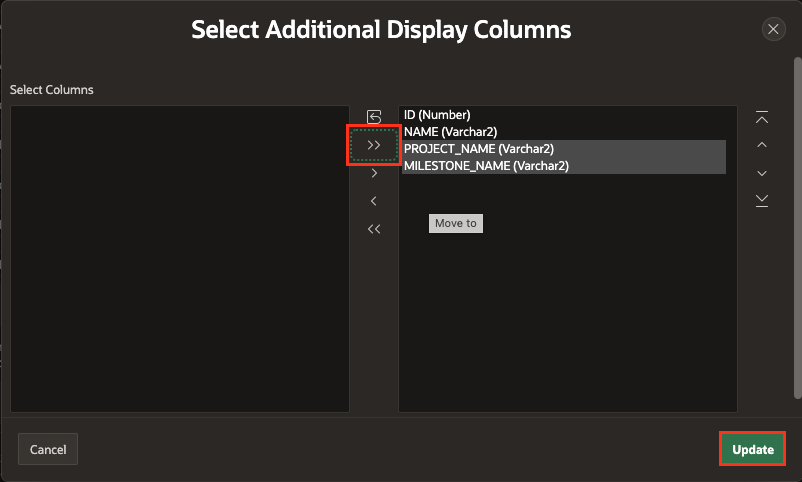 Select Additional Display Columns
Select Columns
ID (Number)
NAME (Varchar2)
PROJECT_NAME (Varchar2)
MILESTONE_NAME (Varchar2)
Move to
Cancel
Update